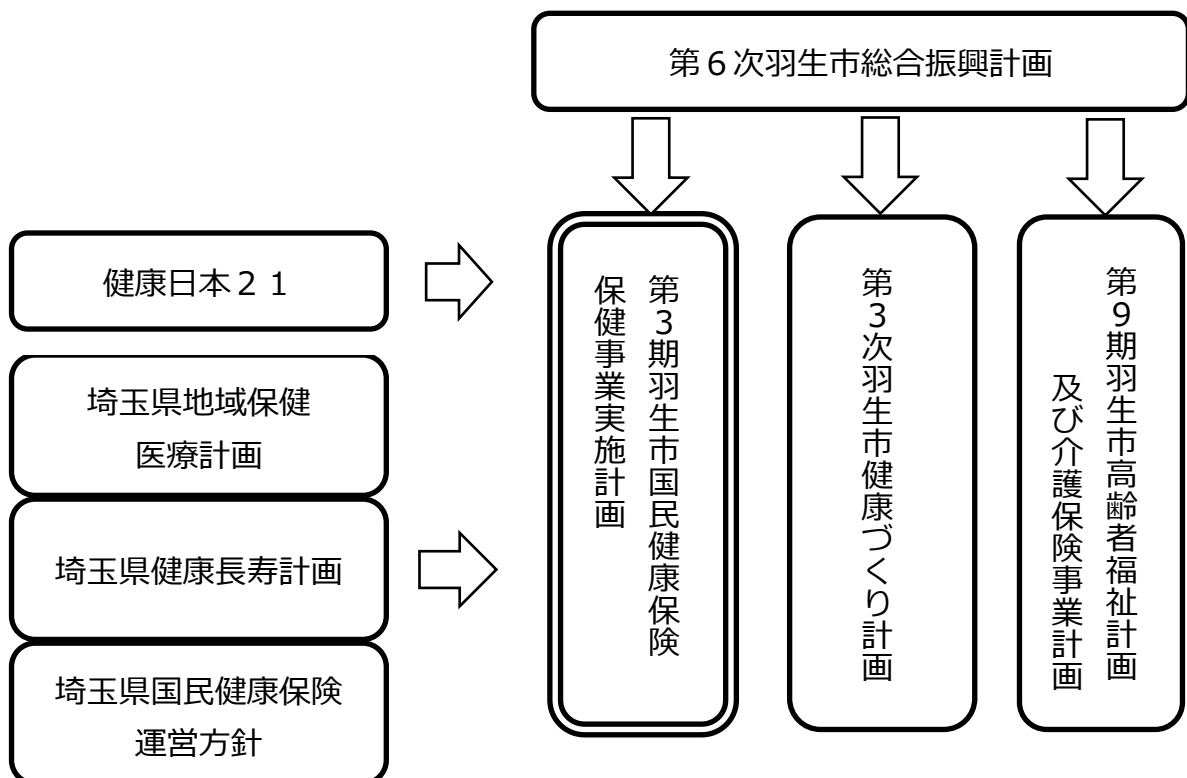 第６次羽生市総合振興計画
健康日本２１
埼玉県地域保健
医療計画
埼玉県健康長寿計画
埼玉県国民健康保険
運営方針
第３期羽生市国民健康保険
保健事業実施計画
第３次羽生市健康づくり計画
第９期羽生市高齢者福祉計画
及び介護保険事業計画